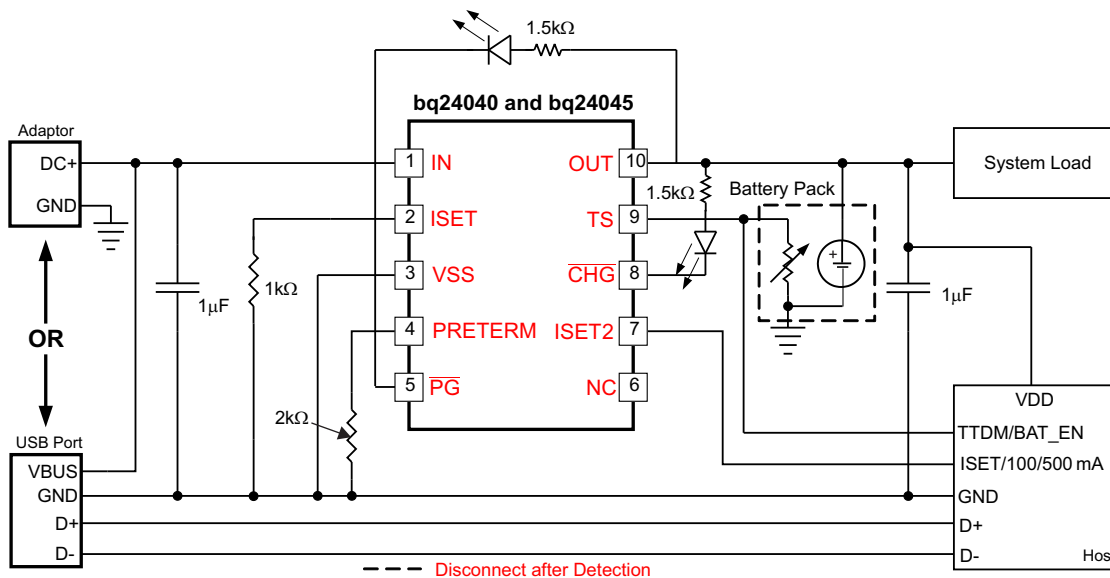 1.5kΩ
bq24040 and bq24045
Adaptor
DC+
GND
1
IN
OUT
10
System Load
1.5kΩ
Battery Pack
2
ISET
TS
9
3
VSS
CHG
8
+
1μF
1kΩ
1μF
OR
4
PRETERM
ISET2
7
5
PG
NC
6
2kΩ
VDD
USB Port
TTDM/BAT_EN
VBUS
ISET/100/500 mA
GND
GND
D+
D+
D-
D-
Hos
Disconnect after Detection